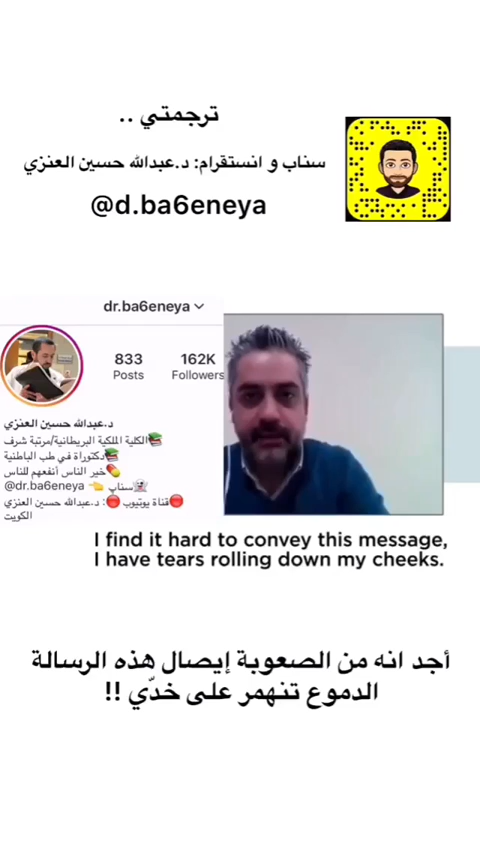 ترجمتي ..
سناب و انستقرام: د.عبدالله حسين العنزي
@d.ba6eneya
dr.ba6eneya
833
162K
Posts
Followers
د.عبدالله حسين العنزي
📚الكلية الملكية البريطانية/مرتبة شرف
📚دكتوراة في طب الباطنية
💊خير الناس أنفعهم للناس
👻سناب 👈 @dr.ba6eneya
🔴قناة يوتيوب🔴: د.عبدالله حسين العنزي
الكويت
I find it hard to convey this message,
I have tears rolling down my cheeks.
أجد انه من الصعوبة إيصال هذه الرسالة
الدموع تنهمر على خدّي !!